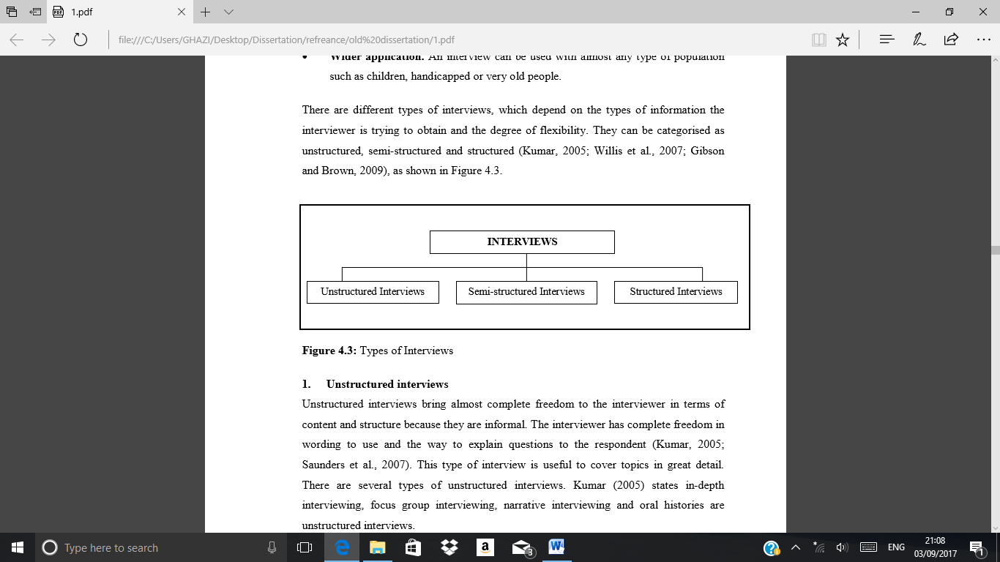 1.pdf
file:///C:/Users/GHAZI/Desktop/Dissertation/refreance/old%20dissertation/1.pdf
• Wider application. An interview can be used with almost any type of population
such as children, handicapped or very old people.
There are different types of interviews, which depend on the types of information the
interviewer is trying to obtain and the degree of flexibility. They can be categorised as
unstructured, semi-structured and structured (Kumar, 2005; Willis et al., 2007; Gibson
and Brown, 2009), as shown in Figure 4.3.
INTERVIEWS
Unstructured Interviews
Semi-structured Interviews
Structured Interviews
Figure 4.3: Types of Interviews
1. Unstructured interviews
Unstructured interviews bring almost complete freedom to the interviewer in terms of
content and structure because they are informal. The interviewer has complete freedom in
wording to use and the way to explain questions to the respondent (Kumar, 2005;
Saunders et al., 2007). This type of interview is useful to cover topics in great detail.
There are several types of unstructured interviews. Kumar (2005) states in-depth
interviewing, focus group interviewing, narrative interviewing and oral histories are
unstructured interviews.
Type here to search
3
ENG
21:08
03/09/2017
1